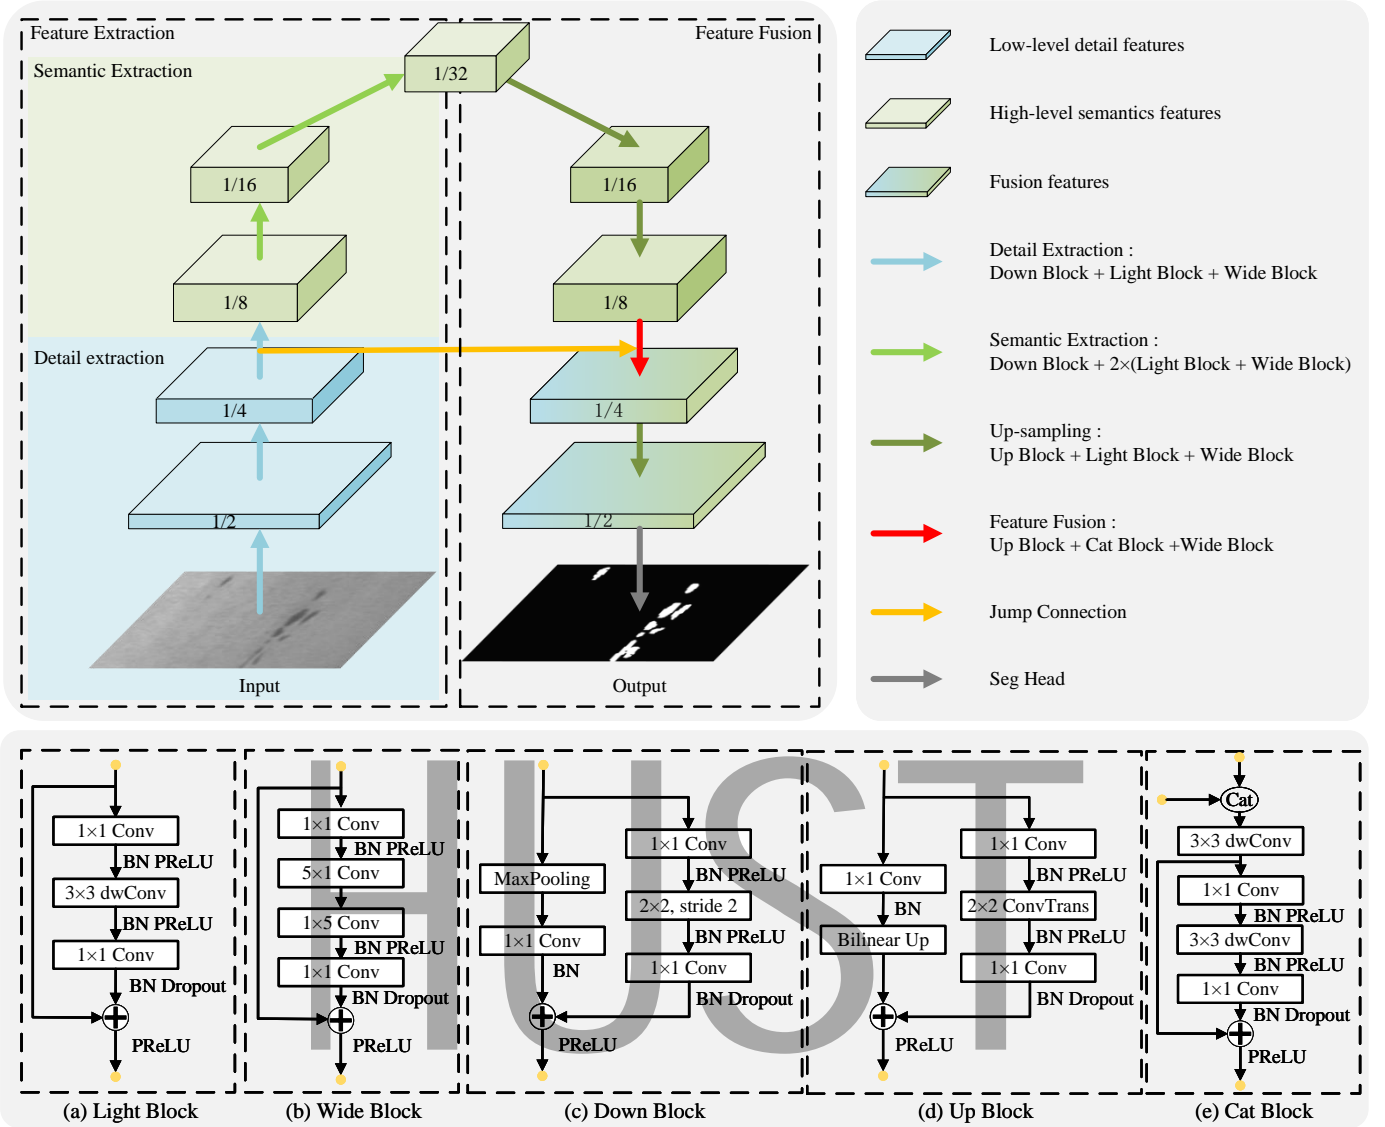 Feature Extraction
Feature Fusion
Semantic Extraction
1/32
1/16
1/16
1/8
1/8
Detail extraction
1/4
1/4
1/2
1/2
Input
Output
Low-level detail features
High-level semantics features
Fusion features
Detail Extraction :
Down Block + Light Block + Wide Block
Semantic Extraction :
Down Block + 2×(Light Block + Wide Block)
Up-sampling :
Up Block + Light Block + Wide Block
Feature Fusion :
Up Block + Cat Block +Wide Block
Jump Connection
Seg Head
HUST
1×1 Conv
BN PReLU
3×3 dwConv
BN PReLU
1×1 Conv
BN Dropout
PReLU
(a) Light Block
1×1 Conv
BN PReLU
5×1 Conv
1×5 Conv
BN PReLU
1×1 Conv
BN Dropout
PReLU
(b) Wide Block
MaxPooling
1×1 Conv
BN
1×1 Conv
BN PReLU
2×2, stride 2
BN PReLU
1×1 Conv
BN Dropout
PReLU
(c) Down Block
1×1 Conv
BN
Bilinear Up
1×1 Conv
BN PReLU
2×2 ConvTrans
BN PReLU
1×1 Conv
BN Dropout
PReLU
(d) Up Block
Cat
3×3 dwConv
1×1 Conv
BN PReLU
3×3 dwConv
BN PReLU
1×1 Conv
BN Dropout
PReLU
(e) Cat Block